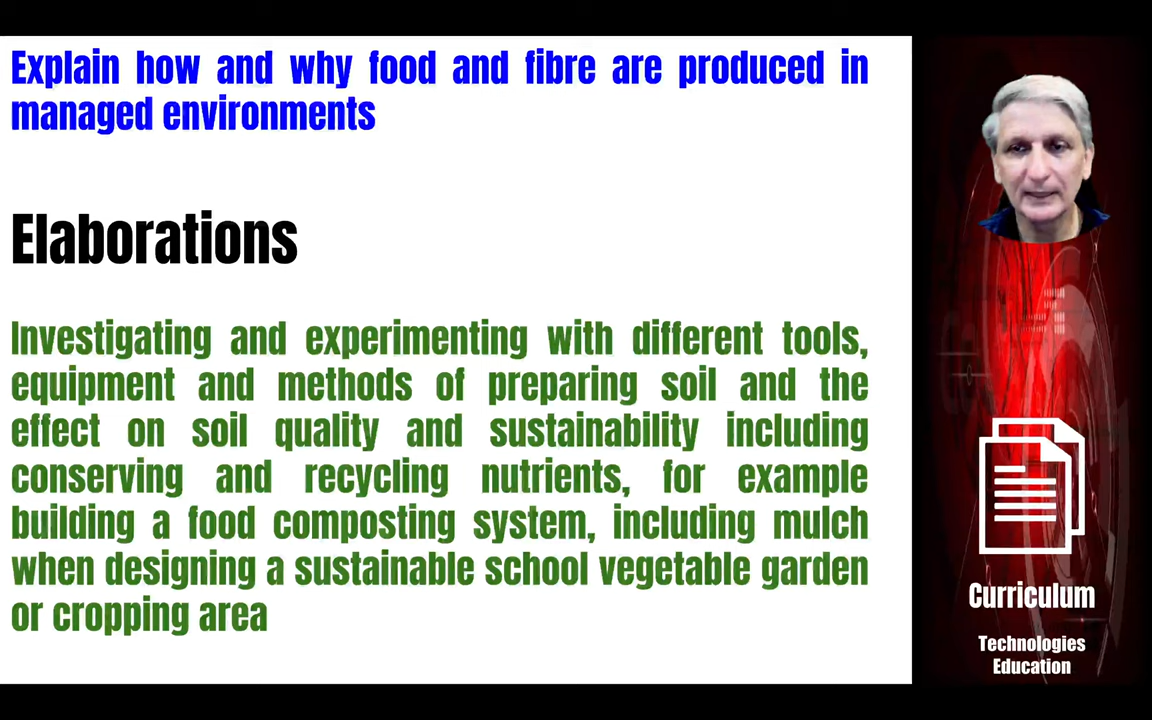 Explain how and why food and fibre are produced in
managed environments
Elaborations
Investigating and experimenting with different tools,
equipment and methods of preparing soil and the
effect on soil quality and sustainability including
conserving and recycling nutrients, for example
building a food composting system, including mulch
when designing a sustainable school vegetable garden
or cropping area
Curriculum
Technologies
Education